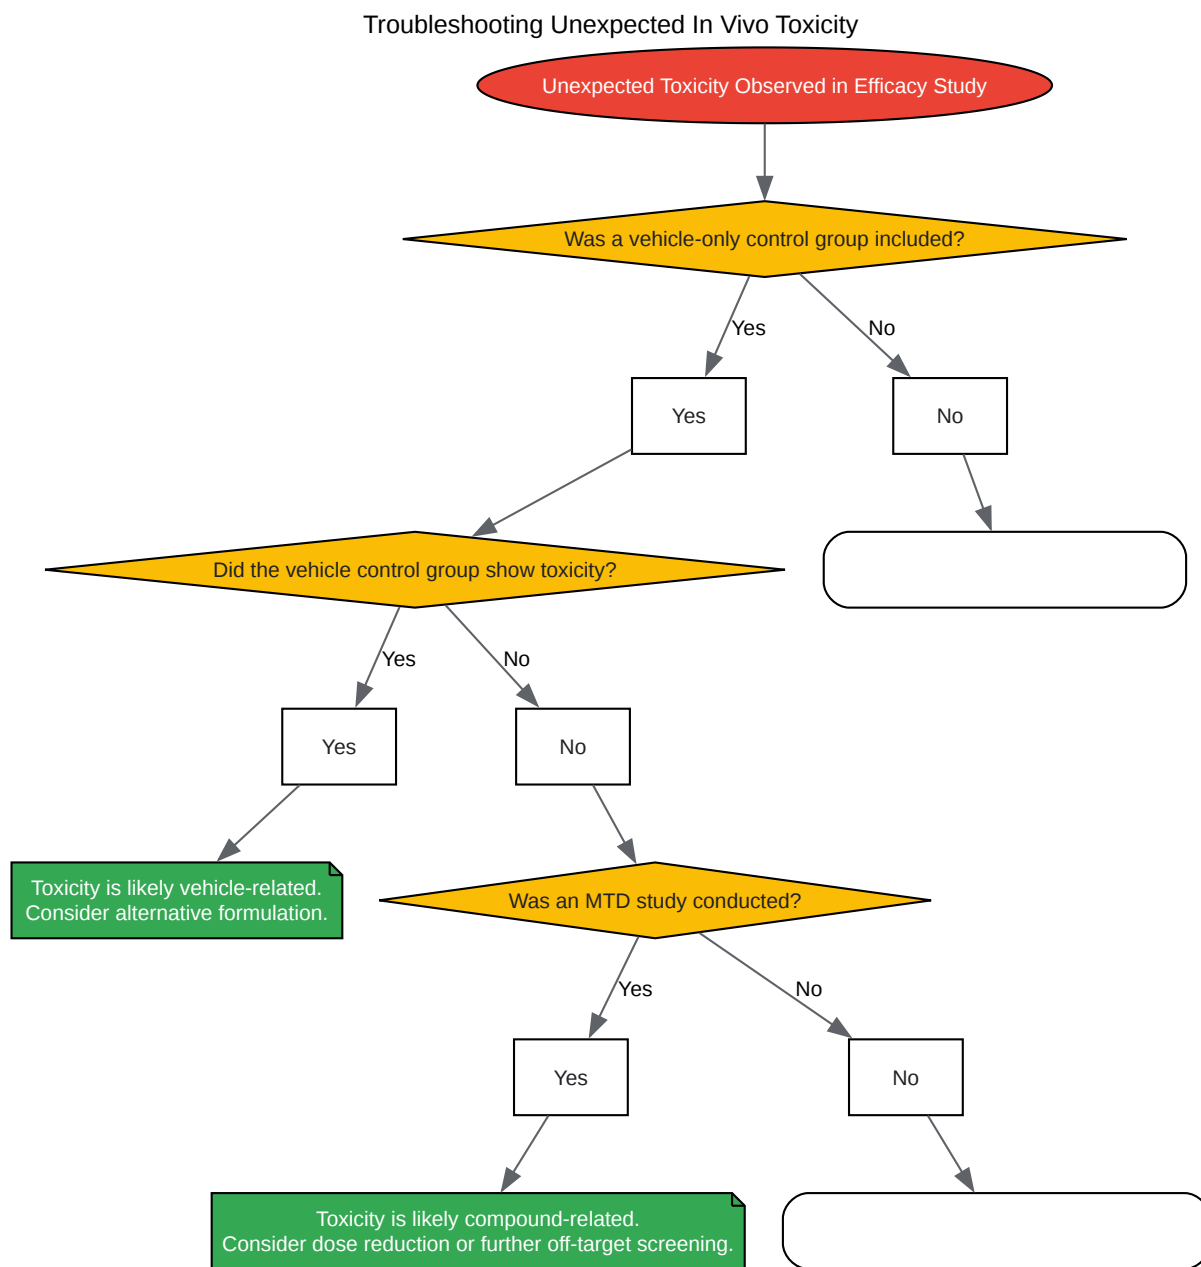 Troubleshooting Unexpected In Vivo Toxicity
Unexpected Toxicity Observed in Efficacy Study
Was a vehicle-only control group included?
Yes
No
Yes
No
Did the vehicle control group show toxicity?
Yes
No
Yes
No
Toxicity is likely vehicle-related.
Consider alternative formulation.
Was an MTD study conducted?
Yes
No
Yes
No
Toxicity is likely compound-related.
Consider dose reduction or further off-target screening.